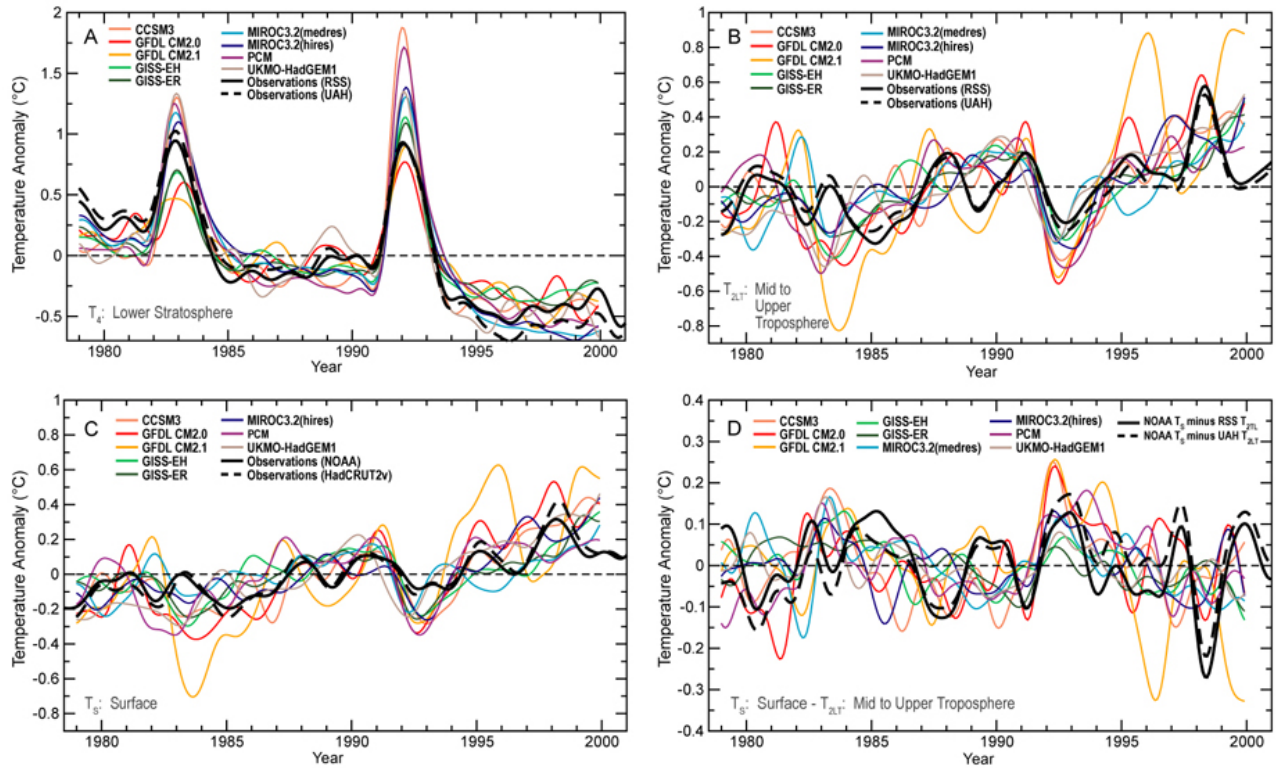 A
CCSM3
GFDL CM2.0
GFDL CM2.1
GISS-EH
GISS-ER
MIROC3.2(medres)
MIROC3.2(hires)
PCM
UKMO-HadGEM1
Observations (RSS)
Observations (UAH)
Temperature Anomaly (°C)
2
1.5
1
0.5
0
-0.5
T4: Lower Stratosphere
1980 1985 1990 1995 2000
Year
B
CCSM3
GFDL CM2.0
GFDL CM2.1
GISS-EH
GISS-ER
MIROC3.2(medres)
MIROC3.2(hires)
PCM
UKMO-HadGEM1
Observations (RSS)
Observations (UAH)
Temperature Anomaly (°C)
1
0.8
0.6
0.4
0.2
0
-0.2
-0.4
-0.6
-0.8
T2LT: Mid to
Upper
Troposphere
1980 1985 1990 1995 2000
Year
C
CCSM3
GFDL CM2.0
GFDL CM2.1
GISS-EH
GISS-ER
MIROC3.2(hires)
PCM
UKMO-HadGEM1
Observations (NOAA)
Observations (HadCRUT2v)
Temperature Anomaly (°C)
1
0.8
0.6
0.4
0.2
0
-0.2
-0.4
-0.6
-0.8
TS: Surface
1980 1985 1990 1995 2000
Year
D
CCSM3
GFDL CM2.0
GFDL CM2.1
GISS-EH
GISS-ER
MIROC3.2(medres)
MIROC3.2(hires)
PCM
UKMO-HadGEM1
NOAA TS minus RSS T2TL
NOAA TS minus UAH T2LT
Temperature Anomaly (°C)
0.4
0.3
0.2
0.1
0
-0.1
-0.2
-0.3
0.4
TS: Surface - T2LT: Mid to Upper Troposphere
1980 1985 1990 1995 2000
Year